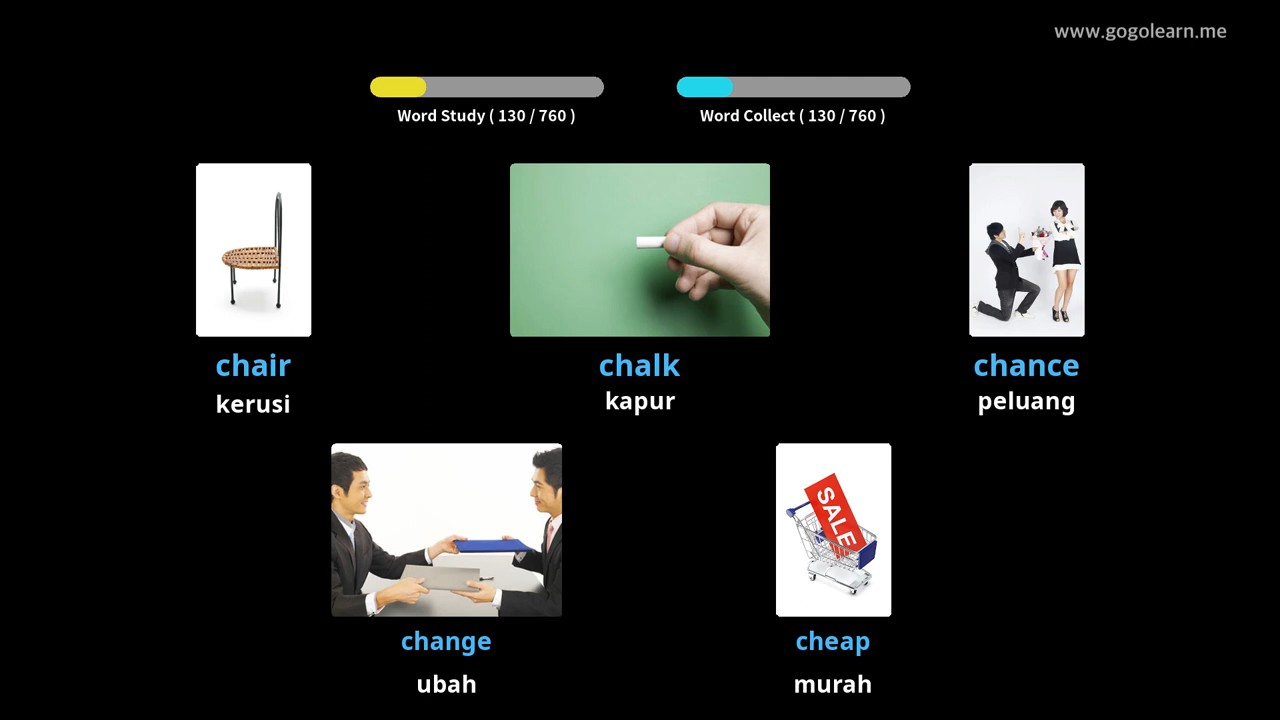 www.gogolearn.me
Word Study ( 130 / 760 )
Word Collect ( 130 / 760 )
chair
kerusi
chalk
kapur
chance
peluang
change
ubah
SALE
cheap
murah